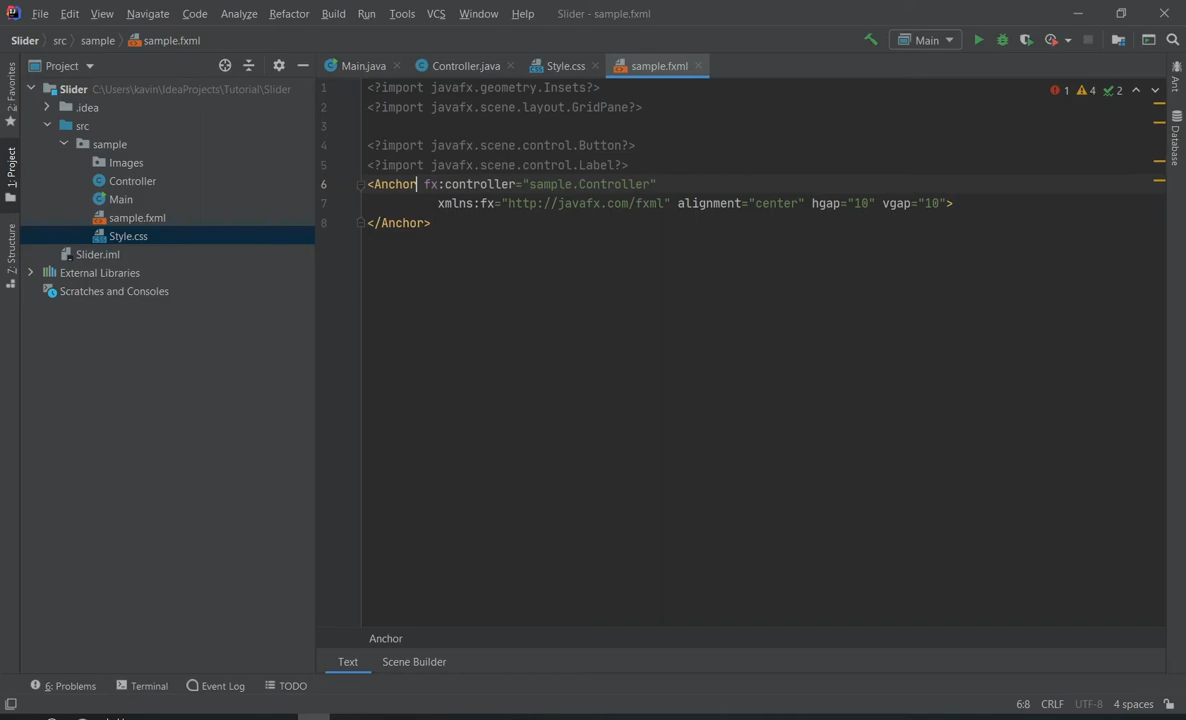 File Edit View Navigate Code Analyze Refactor Build Run Tools VCS Window Help Slider - sample.fxml
Slider src sample sample.fxml Main
Project Main.java Controller.java Style.css sample.fxml
2: Favorites
1: Project
Z: Structure
Slider C:\Users\kavin\IdeaProjects\Tutorial\Slider
.idea
src
sample
Images
Controller
Main
sample.fxml
Style.css
Slider.iml
External Libraries
Scratches and Consoles
1 <?import javafx.geometry.Insets?>
2 <?import javafx.scene.layout.GridPane?>
3
4 <?import javafx.scene.control.Button?>
5 <?import javafx.scene.control.Label?>
6 <Anchor fx:controller="sample.Controller"
7 xmlns:fx="http://javafx.com/fxml" alignment="center" hgap="10" vgap="10">
8 </Anchor>
1 4 2
Ant
Database
Anchor
Text Scene Builder
6: Problems Terminal Event Log TODO
6:8 CRLF UTF-8 4 spaces